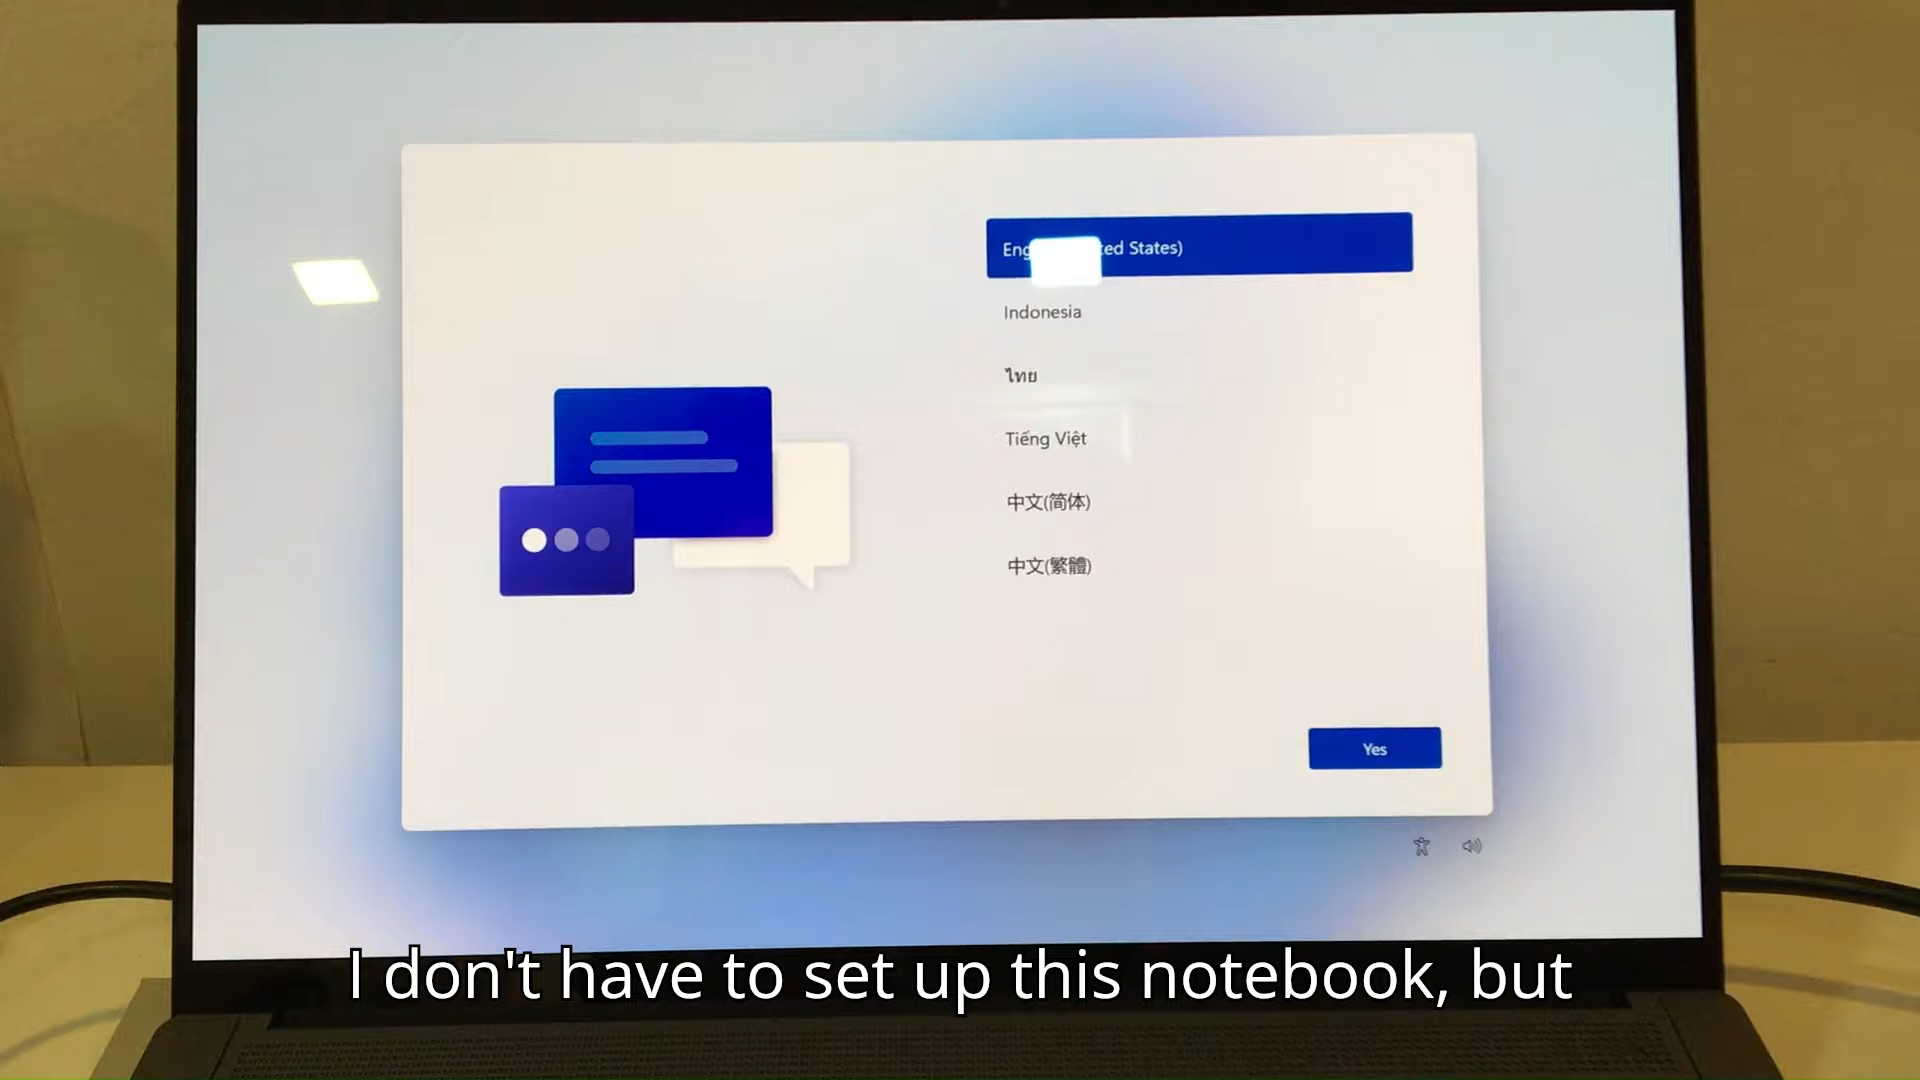 ted States)
Indonesia
ไทย
Tiếng Việt
中文(简体)
中文(繁體)
Yes
I don't have to set up this notebook, but